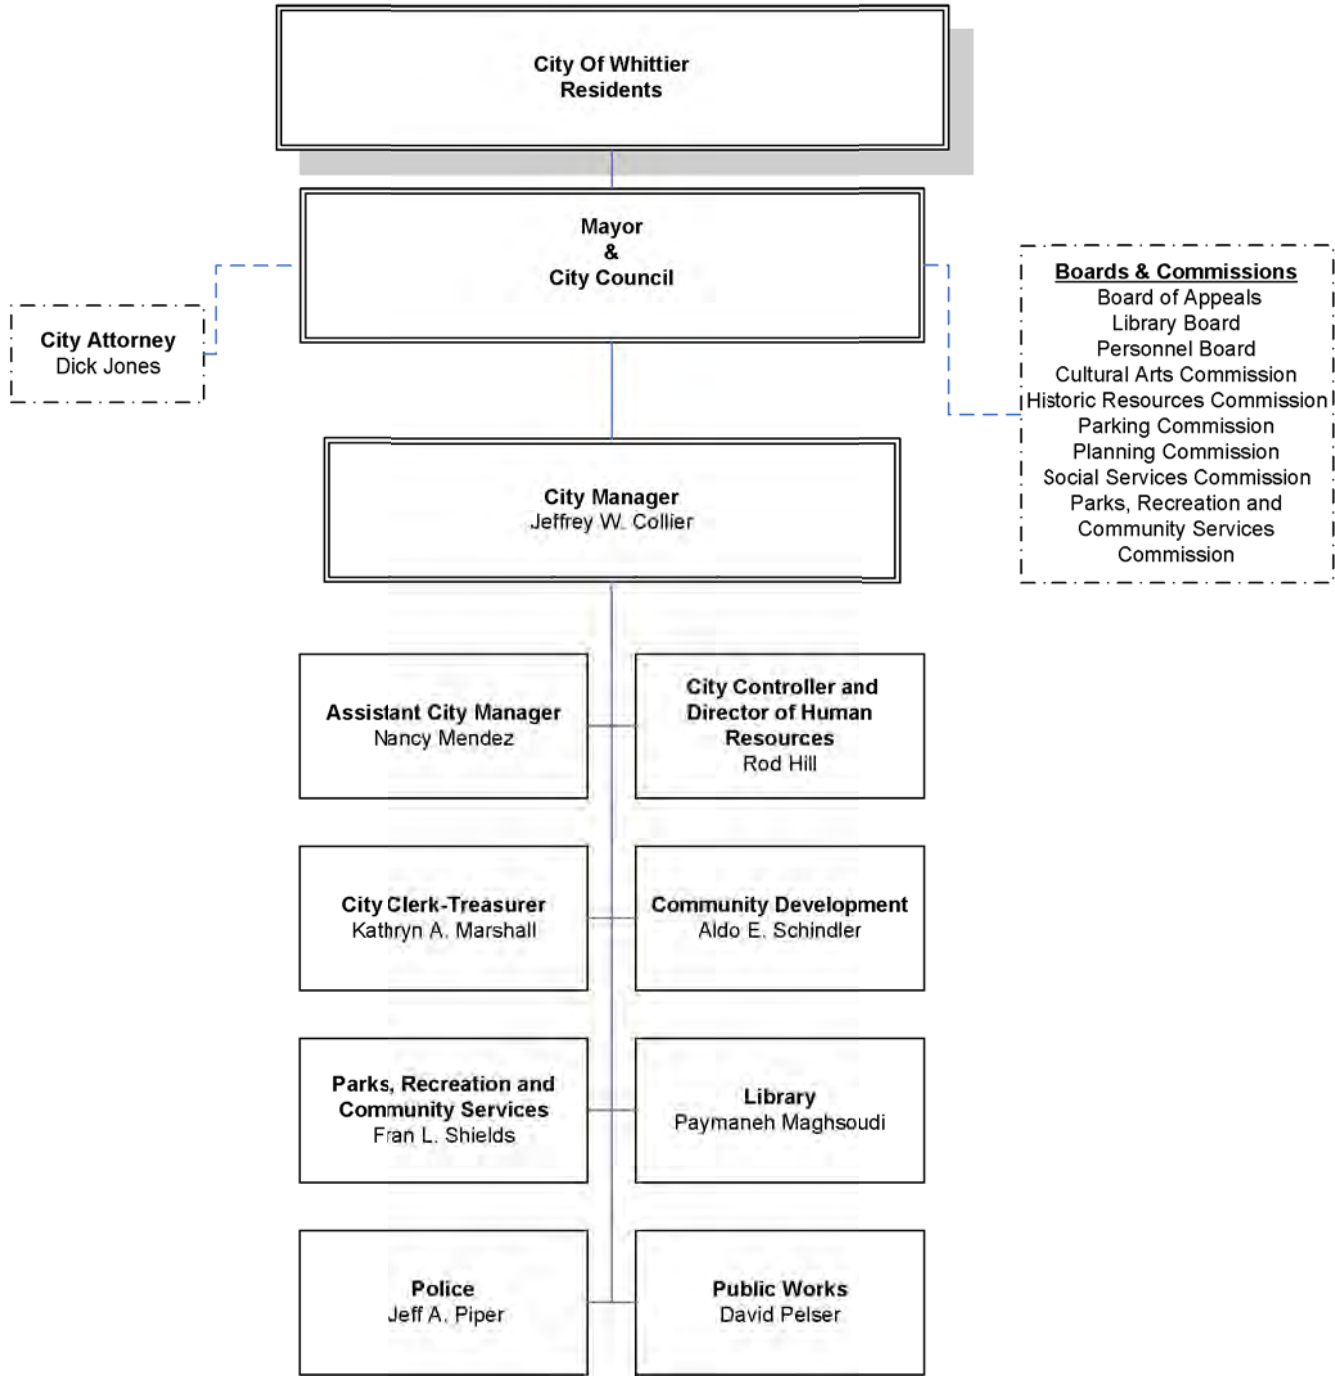 City Of Whittier
Residents
Mayor
&
City Council
City Attorney
Dick Jones
Boards & Commissions
Board of Appeals
Library Board
Personnel Board
Cultural Arts Commission
Historic Resources Commission
Parking Commission
Planning Commission
Social Services Commission
Parks, Recreation and
Community Services
Commission
City Manager
Jeffrey W. Collier
Assistant City Manager
Nancy Mendez
City Controller and
Director of Human
Resources
Rod Hill
City Clerk-Treasurer
Kathryn A. Marshall
Community Development
Aldo E. Schindler
Parks, Recreation and
Community Services
Fran L. Shields
Library
Paymaneh Maghsoudi
Police
Jeff A. Piper
Public Works
David Pelser